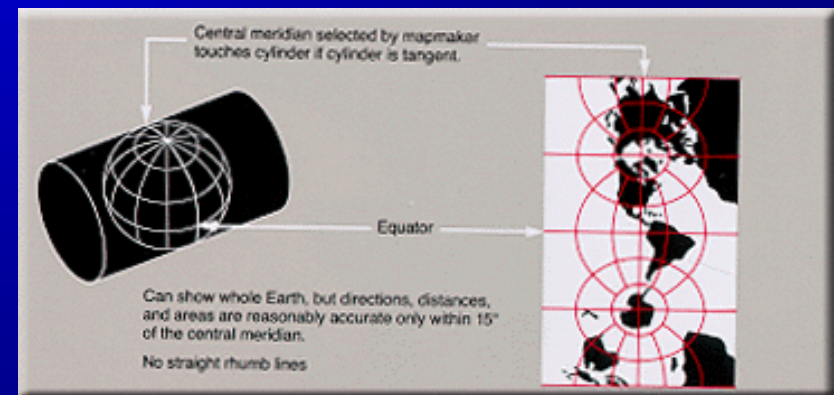 Central meridian selected by mapmaker
touches cylinder if cylinder is tangent.
Equator
Can show whole Earth, but directions, distances,
and areas are reasonably accurate only within 15°
of the central meridian.
No straight rhumb lines